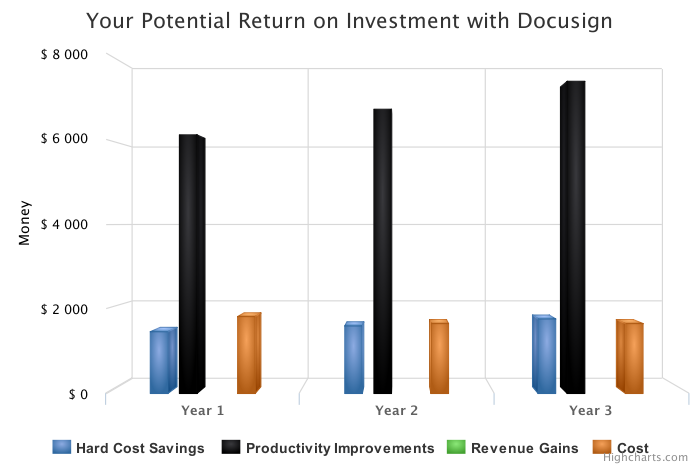 Your Potential Return on Investment with Docusign
$ 8 000
$ 6 000
$ 4 000
$ 2 000
$ 0
Money
Year 1
Year 2
Year 3
Hard Cost Savings
Productivity Improvements
Revenue Gains
Cost
Highcharts.com